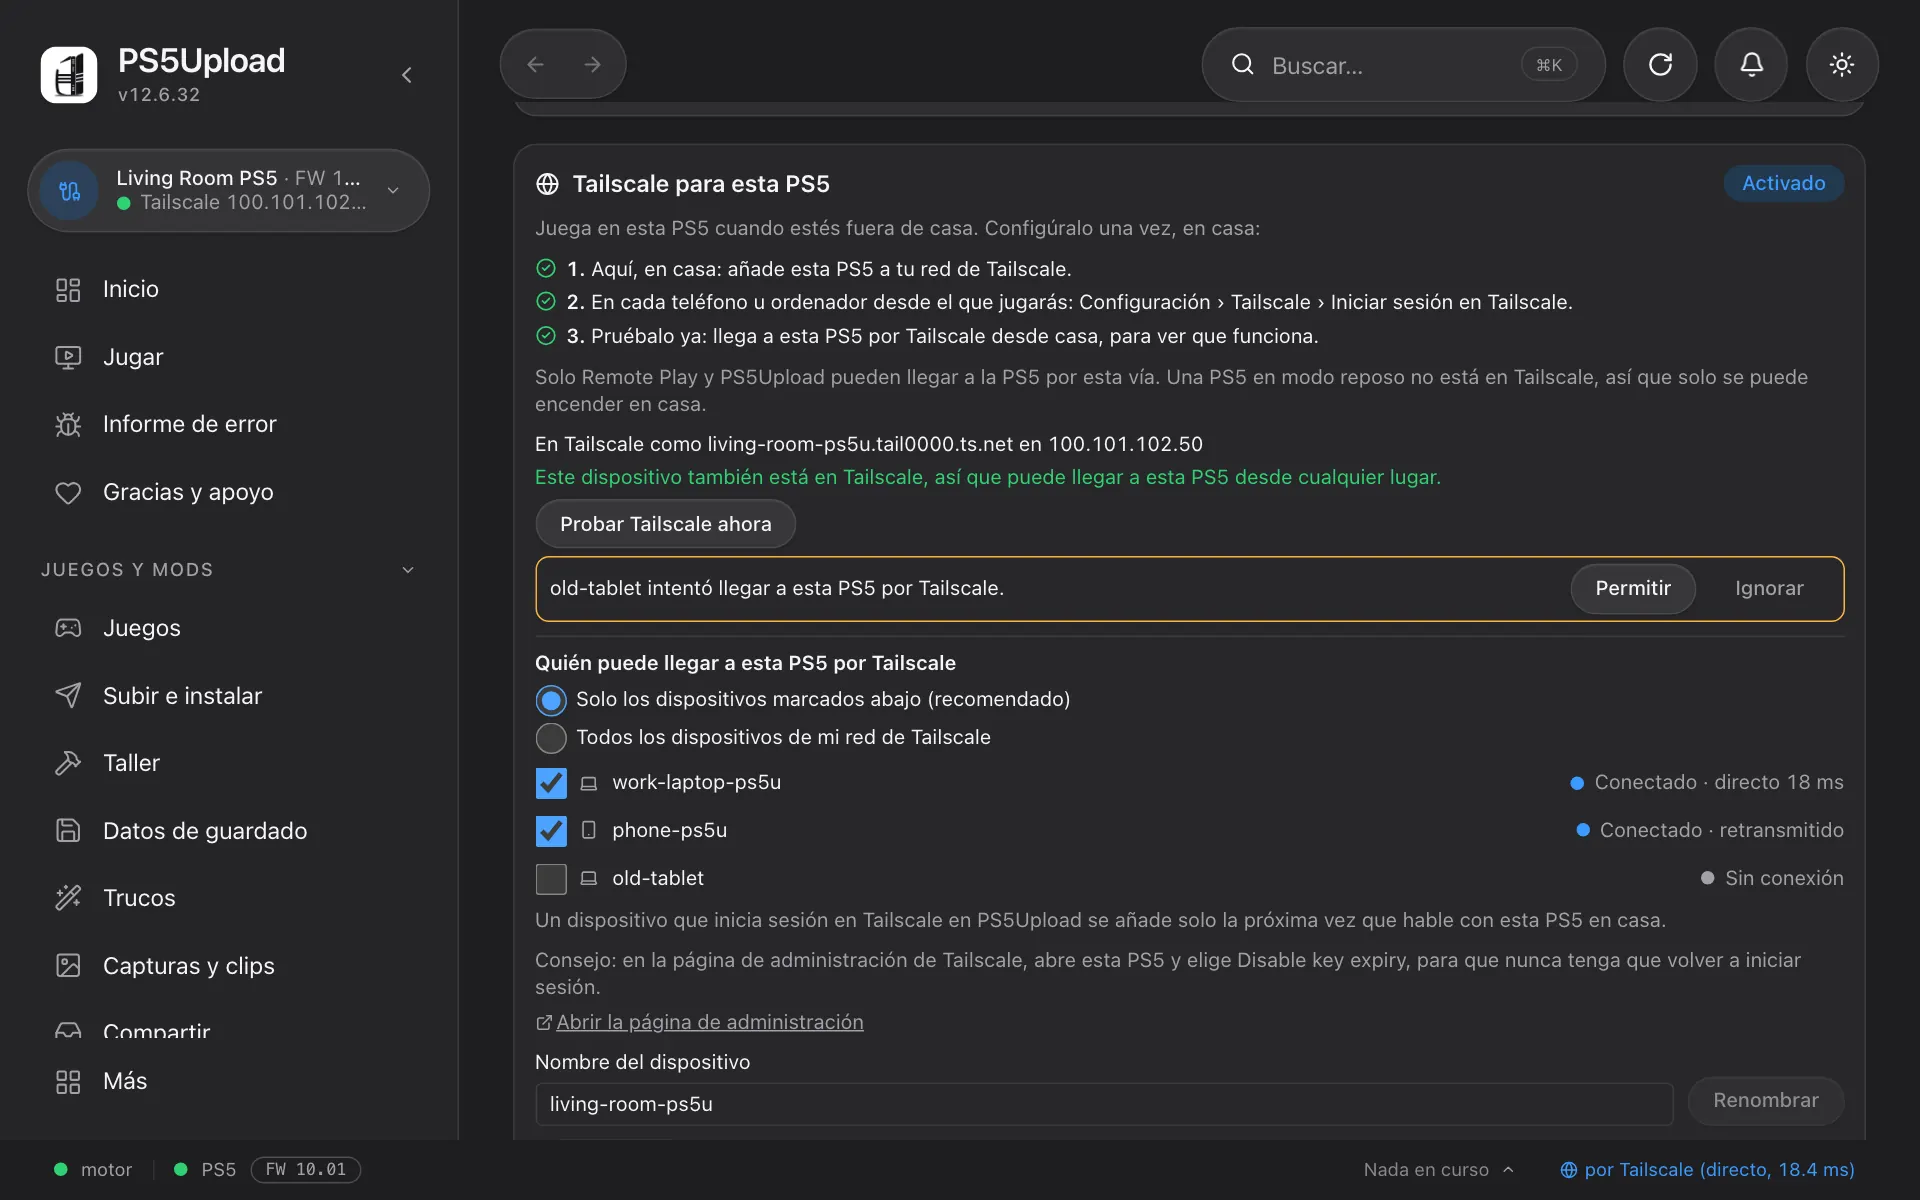 PS5Upload
v12.6.32
Living Room PS5 · FW 1...
Tailscale 100.101.102...
Inicio
Jugar
Informe de error
Gracias y apoyo
JUEGOS Y MODS
Juegos
Subir e instalar
Taller
Datos de guardado
Trucos
Capturas y clips
Compartir
Más
Buscar...
⌘K
Tailscale para esta PS5
Activado
Juega en esta PS5 cuando estés fuera de casa. Configúralo una vez, en casa:
1. Aquí, en casa: añade esta PS5 a tu red de Tailscale.
2. En cada teléfono u ordenador desde el que jugarás: Configuración › Tailscale › Iniciar sesión en Tailscale.
3. Pruébalo ya: llega a esta PS5 por Tailscale desde casa, para ver que funciona.
Solo Remote Play y PS5Upload pueden llegar a la PS5 por esta vía. Una PS5 en modo reposo no está en Tailscale, así que solo se puede
encender en casa.
En Tailscale como living-room-ps5u.tail0000.ts.net en 100.101.102.50
Este dispositivo también está en Tailscale, así que puede llegar a esta PS5 desde cualquier lugar.
Probar Tailscale ahora
old-tablet intentó llegar a esta PS5 por Tailscale.
Permitir
Ignorar
Quién puede llegar a esta PS5 por Tailscale
Solo los dispositivos marcados abajo (recomendado)
Todos los dispositivos de mi red de Tailscale
work-laptop-ps5u
Conectado · directo 18 ms
phone-ps5u
Conectado · retransmitido
old-tablet
Sin conexión
Un dispositivo que inicia sesión en Tailscale en PS5Upload se añade solo la próxima vez que hable con esta PS5 en casa.
Consejo: en la página de administración de Tailscale, abre esta PS5 y elige Disable key expiry, para que nunca tenga que volver a iniciar
sesión.
Abrir la página de administración
Nombre del dispositivo
living-room-ps5u
Renombrar
motor
PS5
FW 10.01
Nada en curso
por Tailscale (directo, 18.4 ms)